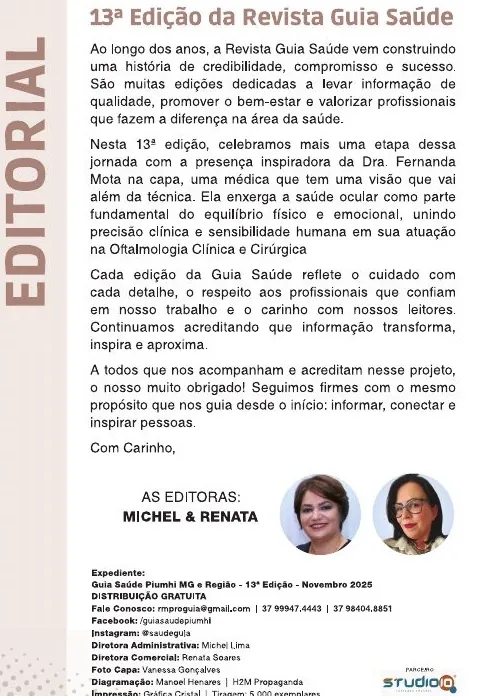 EDITORIAL
13ª Edição da Revista Guia Saúde
Ao longo dos anos, a Revista Guia Saúde vem construindo
uma história de credibilidade, compromisso e sucesso.
São muitas edições dedicadas a levar informação de
qualidade, promover o bem-estar e valorizar profissionais
que fazem a diferença na área da saúde.
Nesta 13ª edição, celebramos mais uma etapa dessa
jornada com a presença inspiradora da Dra. Fernanda
Mota na capa, uma médica que tem uma visão que vai
além da técnica. Ela enxerga a saúde ocular como parte
fundamental do equilíbrio físico e emocional, unindo
precisão clínica e sensibilidade humana em sua atuação
na Oftalmologia Clínica e Cirúrgica
Cada edição da Guia Saúde reflete o cuidado com
cada detalhe, o respeito aos profissionais que confiam
em nosso trabalho e o carinho com nossos leitores.
Continuamos acreditando que informação transforma,
inspira e aproxima.
A todos que nos acompanham e acreditam nesse projeto,
o nosso muito obrigado! Seguimos firmes com o mesmo
propósito que nos guia desde o início: informar, conectar e
inspirar pessoas.
Com Carinho,
AS EDITORAS:
MICHEL & RENATA
Expediente:
Guia Saúde Piumhi MG e Região - 13ª Edição - Novembro 2025
DISTRIBUIÇÃO GRATUITA
Fale Conosco: rmproguia@gmail.com | 37 99947.4443 | 37 98404.8851
Facebook: /guiasaudepiumhi
Instagram: @saudeguia
Diretora Administrativa: Michel Lima
Diretora Comercial: Renata Soares
Foto Capa: Vanessa Gonçalves
Diagramação: Manoel Henares | H2M Propaganda
Impressão: Gráfica Cristal | Tiragem: 5.000 exemplares
PARCEIRO
STUDIO